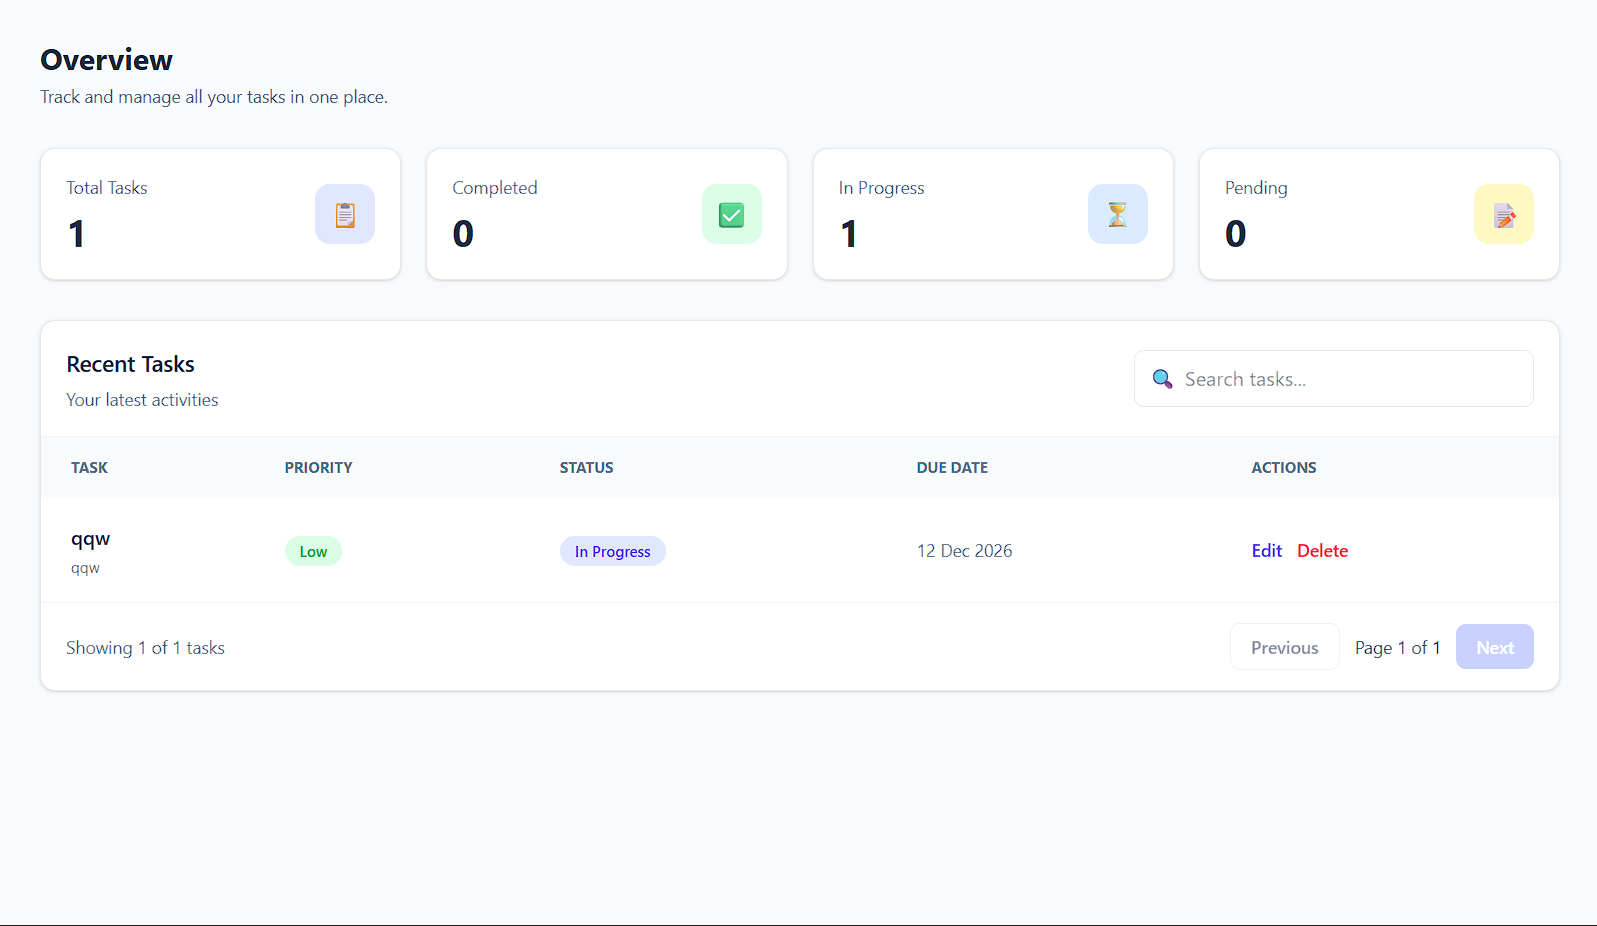 Overview
Track and manage all your tasks in one place.
Total Tasks
1
Completed
0
In Progress
1
Pending
0
Recent Tasks
Your latest activities
Search tasks...
TASK PRIORITY STATUS DUE DATE ACTIONS
qqw
qqw
Low
In Progress
12 Dec 2026
Edit Delete
Showing 1 of 1 tasks
Previous Page 1 of 1 Next